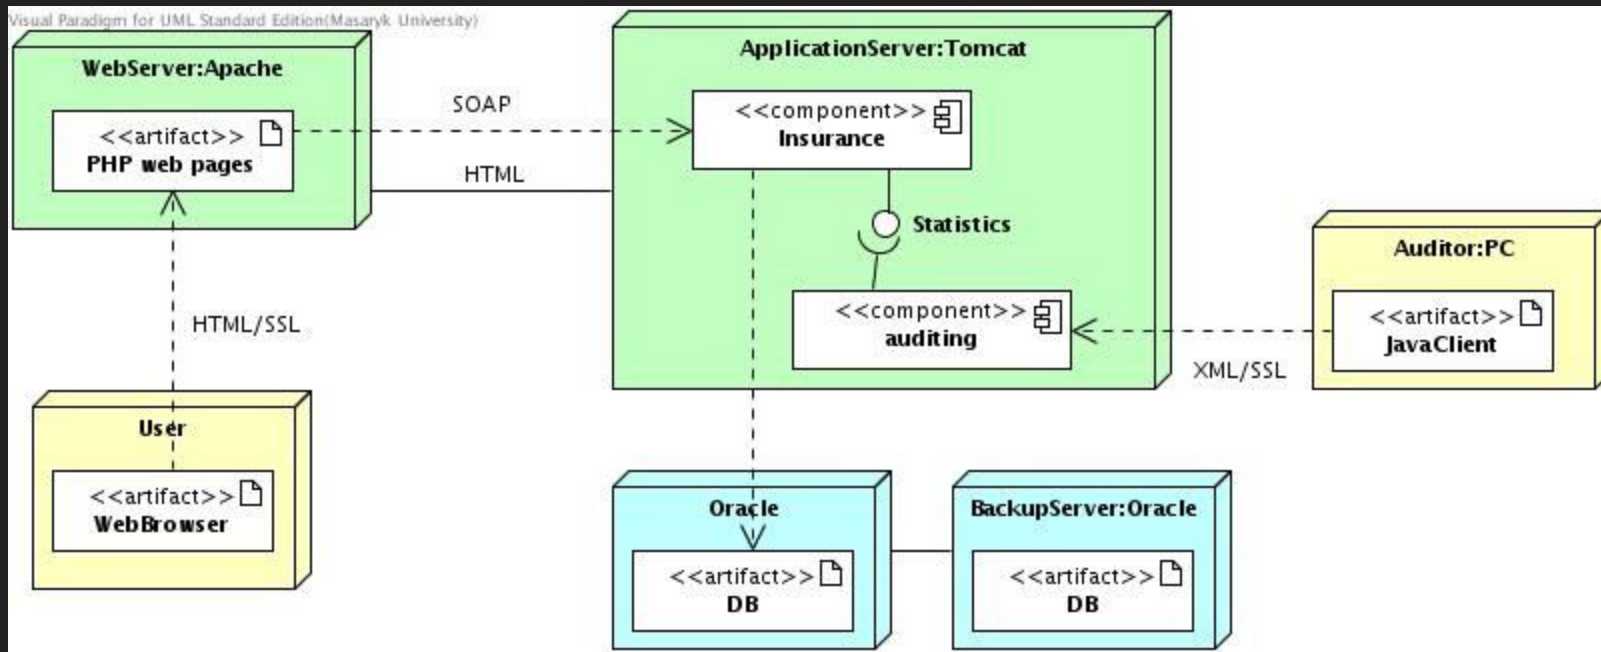 Visual Paradigm for UML Standard Edition(Masaryk University)
WebServer:Apache
<<artifact>>
PHP web pages
SOAP
HTML
ApplicationServer:Tomcat
<<component>>
Insurance
Statistics
<<component>>
auditing
Auditor:PC
<<artifact>>
JavaClient
XML/SSL
HTML/SSL
User
<<artifact>>
WebBrowser
Oracle
<<artifact>>
DB
BackupServer:Oracle
<<artifact>>
DB